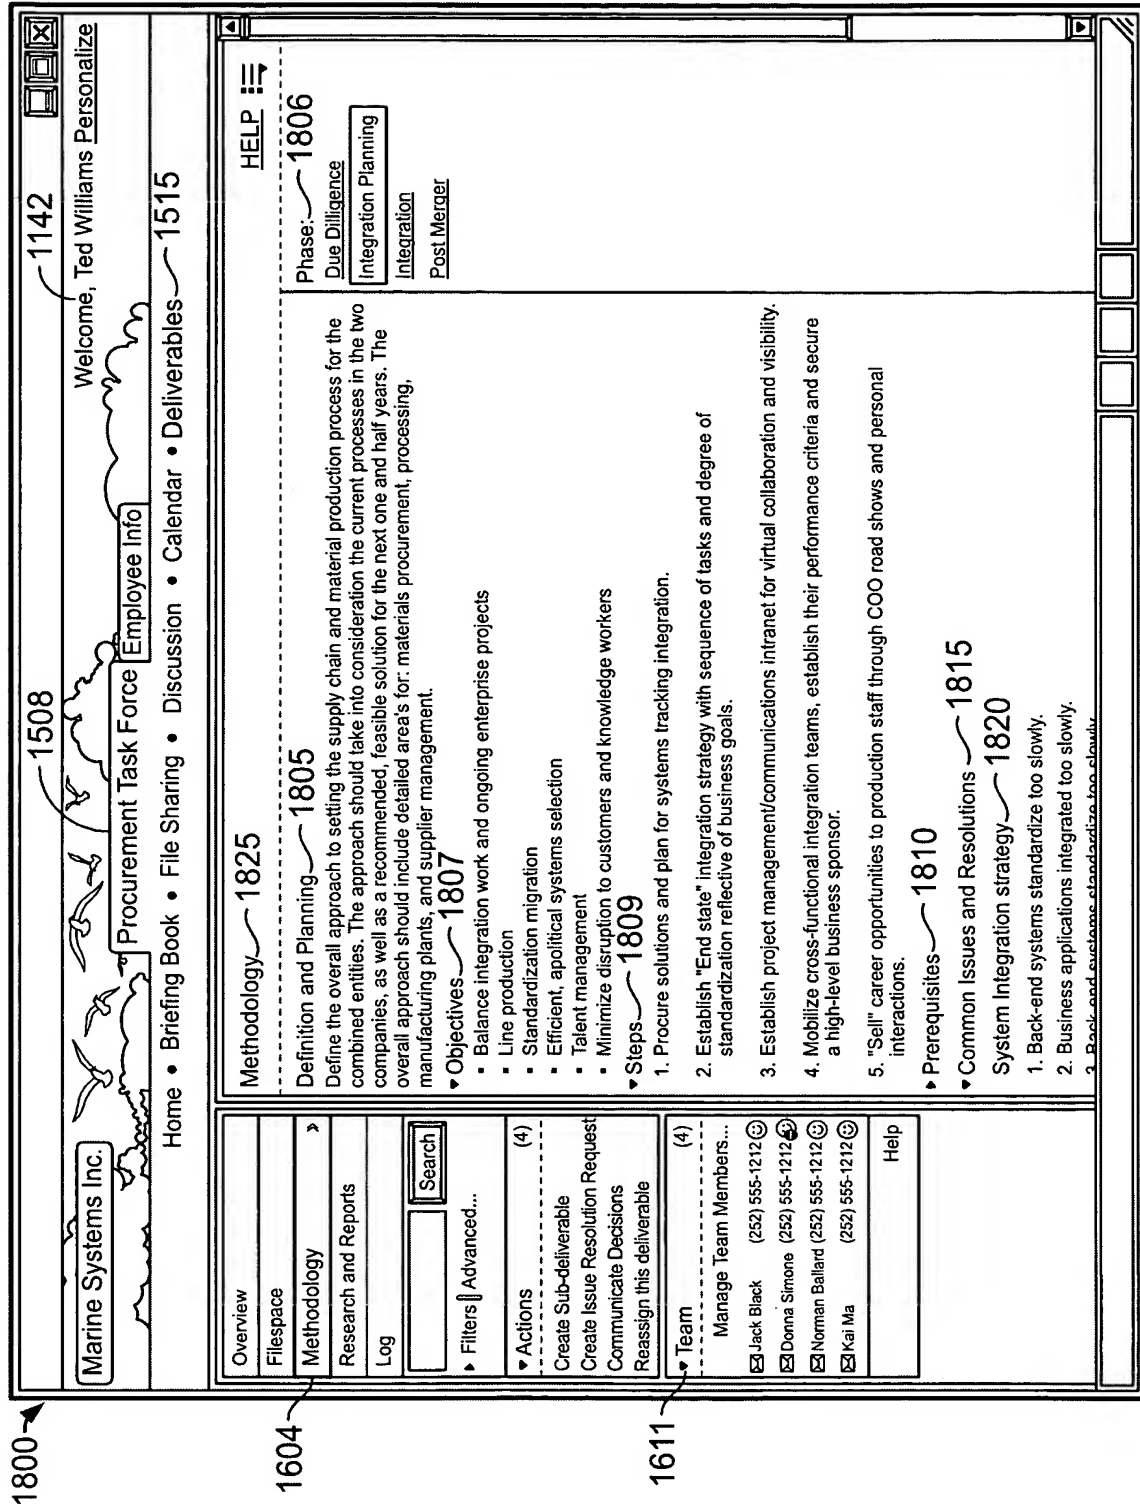 1800
1508
1142
Marine Systems Inc.
Procurement Task Force
Employee Info
Welcome, Ted Williams Personalize
Home • Briefing Book • File Sharing • Discussion • Calendar • Deliverables
1515
Overview
Filespace
Methodology »
Research and Reports
Log
Search
Filters || Advanced...
Actions (4)
Create Sub-deliverable
Create Issue Resolution Request
Communicate Decisions
Reassign this deliverable
Team (4)
Manage Team Members...
Jack Black (252) 555-1212
Donna Simone (252) 555-1212
Norman Ballard (252) 555-1212
Kai Ma (252) 555-1212
Help
1604
1611
Methodology 1825
HELP
Definition and Planning 1805
Define the overall approach to setting the supply chain and material production process for the
combined entities. The approach should take into consideration the current processes in the two
companies, as well as a recommended, feasible solution for the next one and half years. The
overall approach should include detailed area's for: materials procurement, processing,
manufacturing plants, and supplier management.
Objectives 1807
▪ Balance integration work and ongoing enterprise projects
▪ Line production
▪ Standardization migration
▪ Efficient, apolitical systems selection
▪ Talent management
▪ Minimize disruption to customers and knowledge workers
Steps 1809
1. Procure solutions and plan for systems tracking integration.
2. Establish "End state" integration strategy with sequence of tasks and degree of
standardization reflective of business goals.
3. Establish project management/communications intranet for virtual collaboration and visibility.
4. Mobilize cross-functional integration teams, establish their performance criteria and secure
a high-level business sponsor.
5. "Sell" career opportunities to production staff through COO road shows and personal
interactions.
Prerequisites 1810
Common Issues and Resolutions 1815
System Integration strategy 1820
1. Back-end systems standardize too slowly.
2. Business applications integrated too slowly.
3. Back-end systems standardize too slowly
Phase: 1806
Due Dilligence
Integration Planning
Integration
Post Merger